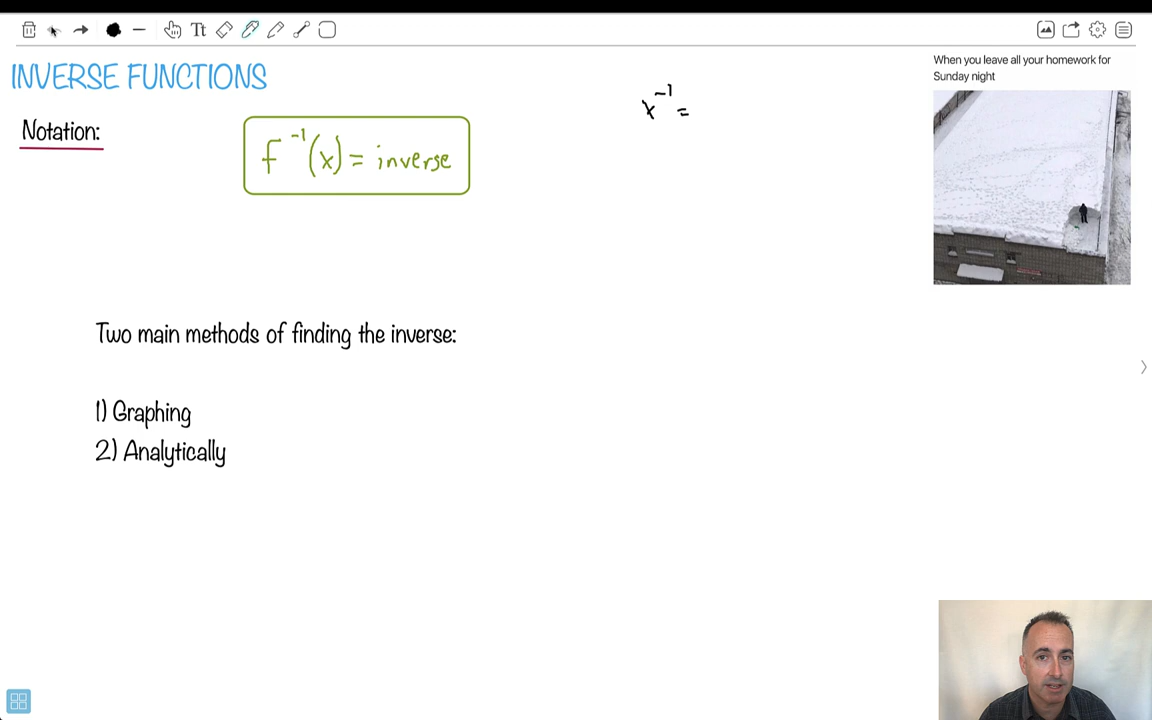 Tt
INVERSE FUNCTIONS
When you leave all your homework for
Sunday night
x⁻¹ =
Notation:
f⁻¹(x) = inverse
Two main methods of finding the inverse:
1) Graphing
2) Analytically